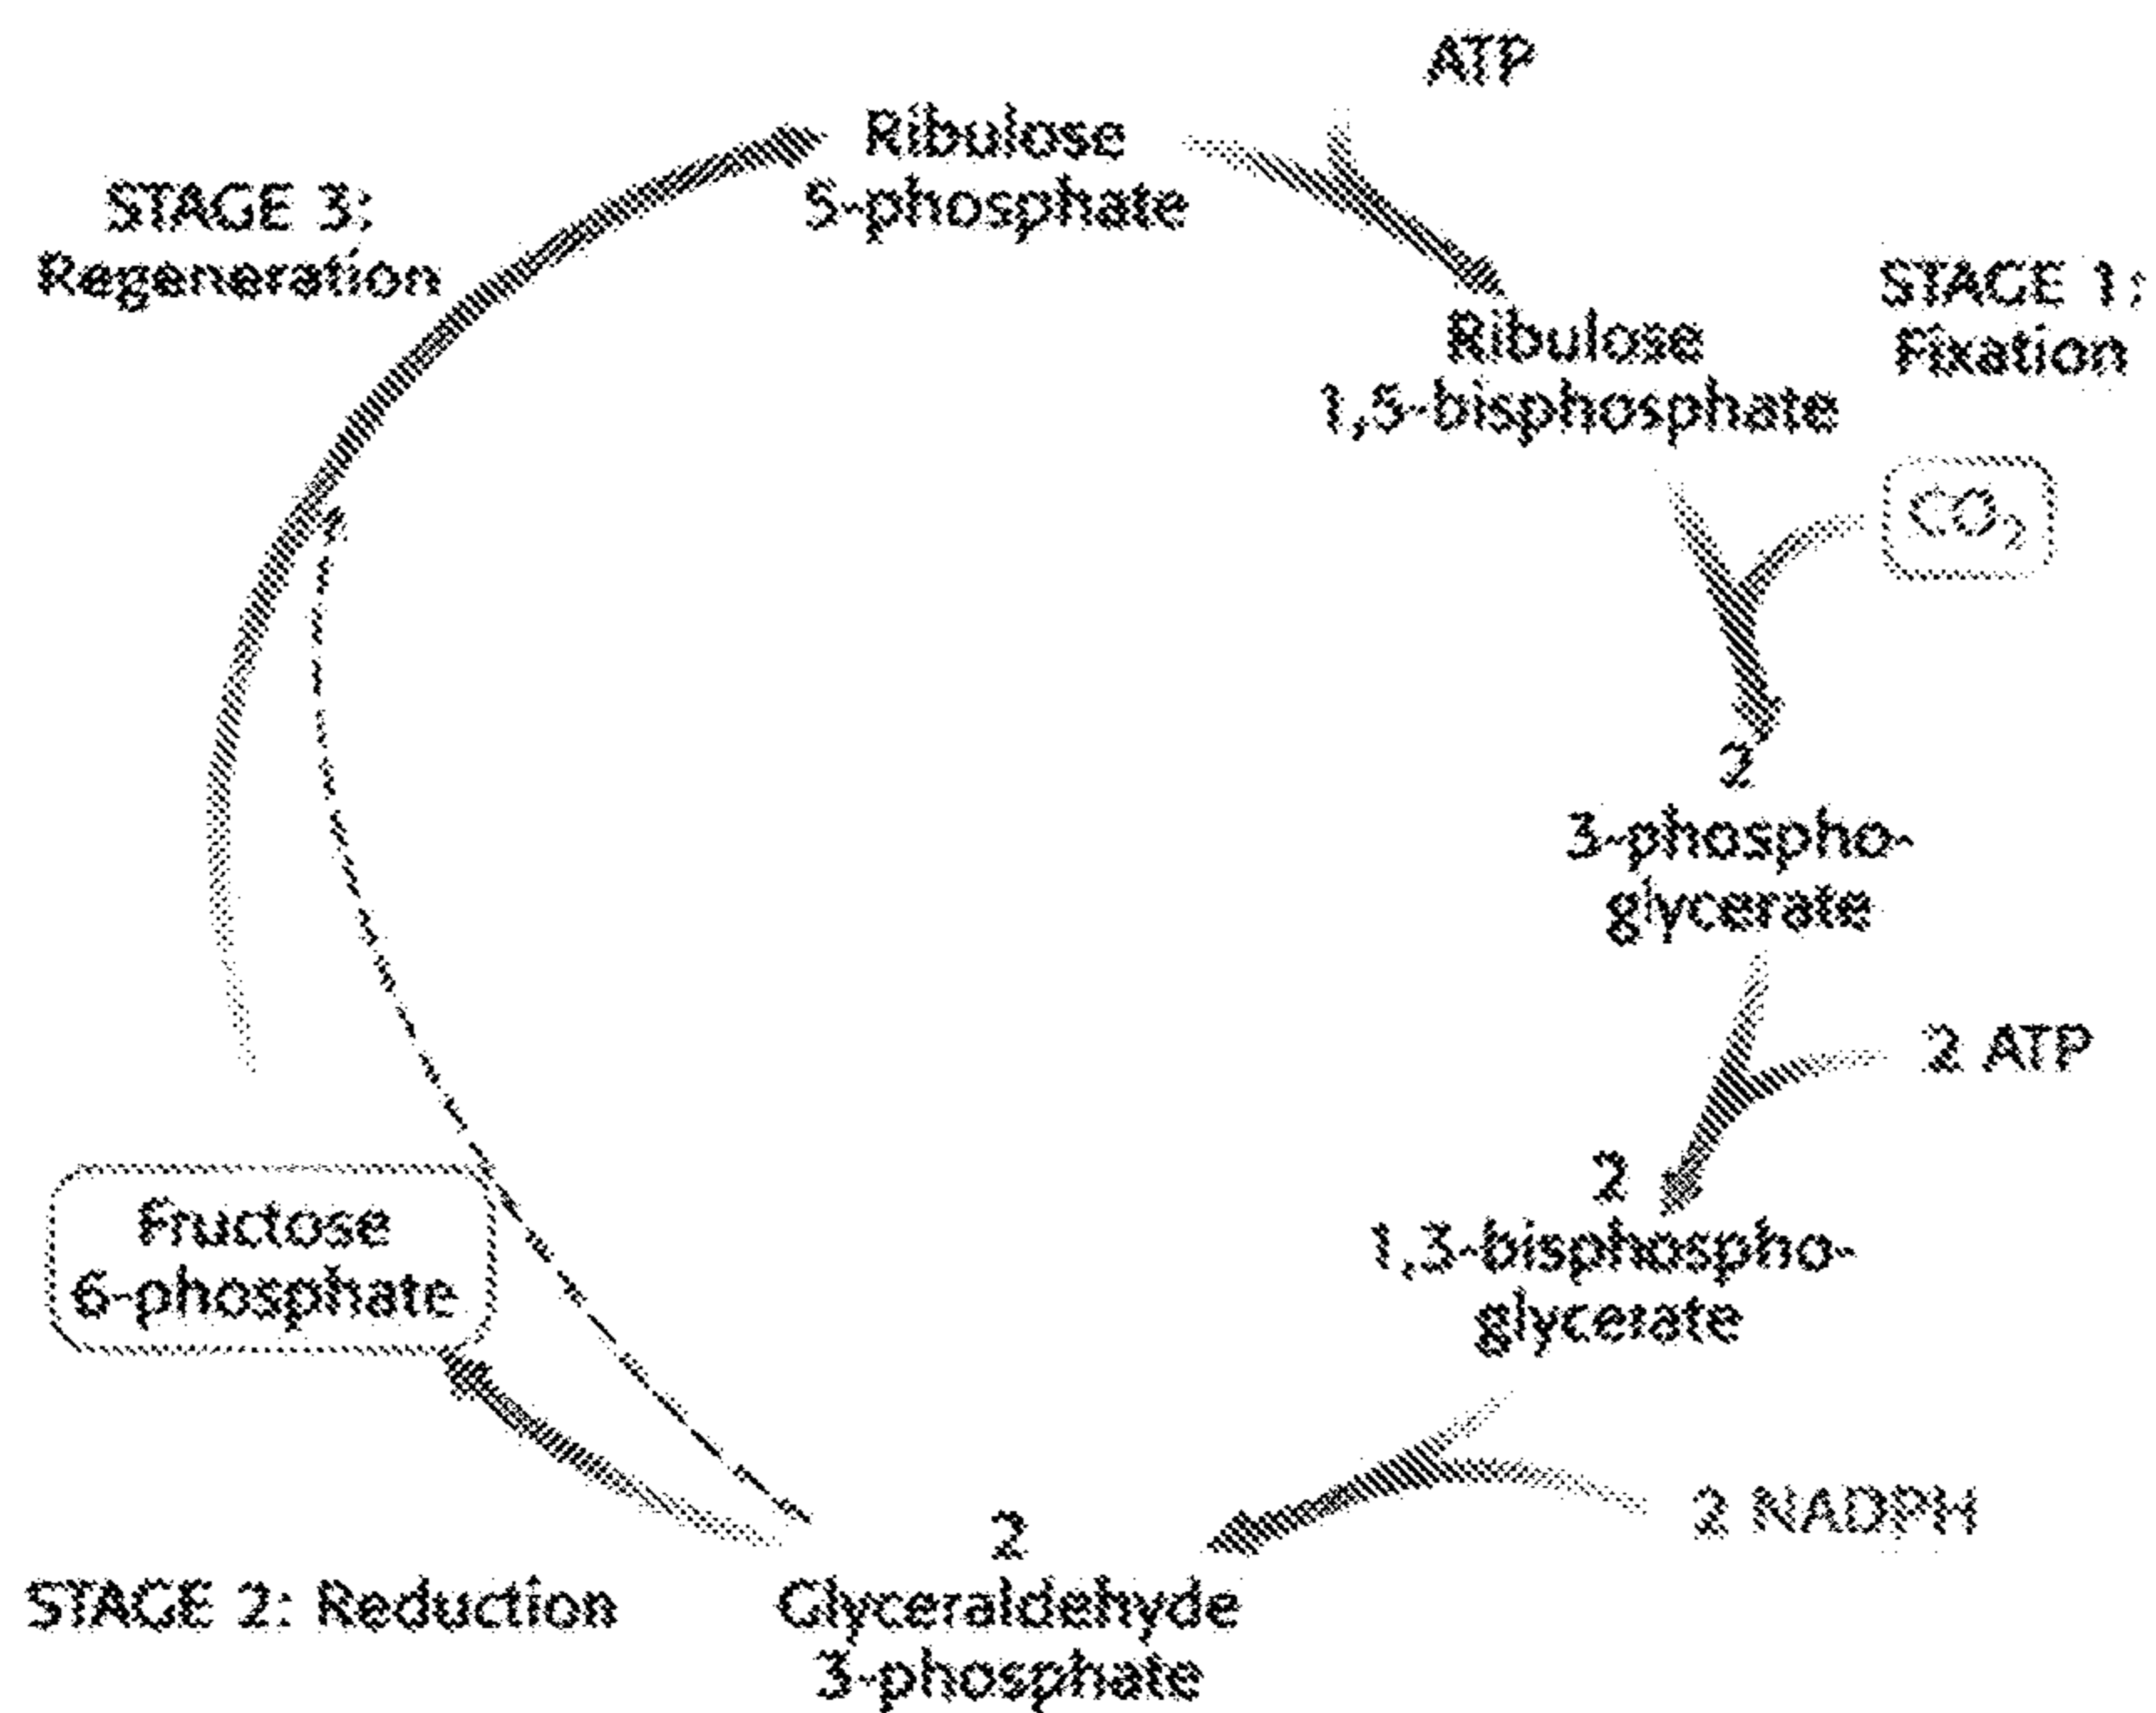 ATP
Ribulose
5-phosphate
STAGE 3:
Regeneration
STAGE 1:
Fixation
Ribulose
1,5-bisphosphate
CO₂
2
3-phospho-
glycerate
2 ATP
2
1,3-bisphospho-
glycerate
Fructose
6-phosphate
2 NADPH
2
Glyceraldehyde
3-phosphate
STAGE 2: Reduction